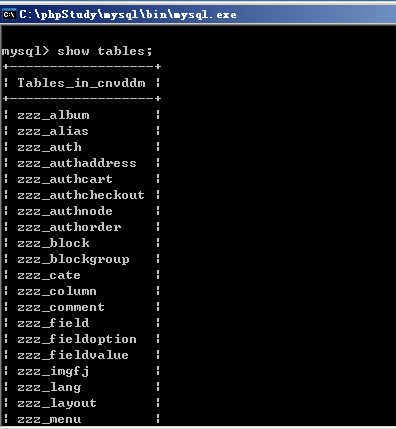 C:\phpStudy\mysql\bin\mysql.exe
mysql> show tables;
+------------------+
| Tables_in_cnvddm |
+------------------+
| zzz_album        |
| zzz_alias        |
| zzz_auth         |
| zzz_authaddress  |
| zzz_authcart     |
| zzz_authcheckout |
| zzz_authnode     |
| zzz_authorder    |
| zzz_block        |
| zzz_blockgroup   |
| zzz_cate         |
| zzz_column       |
| zzz_comment      |
| zzz_field        |
| zzz_fieldoption  |
| zzz_fieldvalue   |
| zzz_imgfj        |
| zzz_lang         |
| zzz_layout       |
| zzz_menu         |